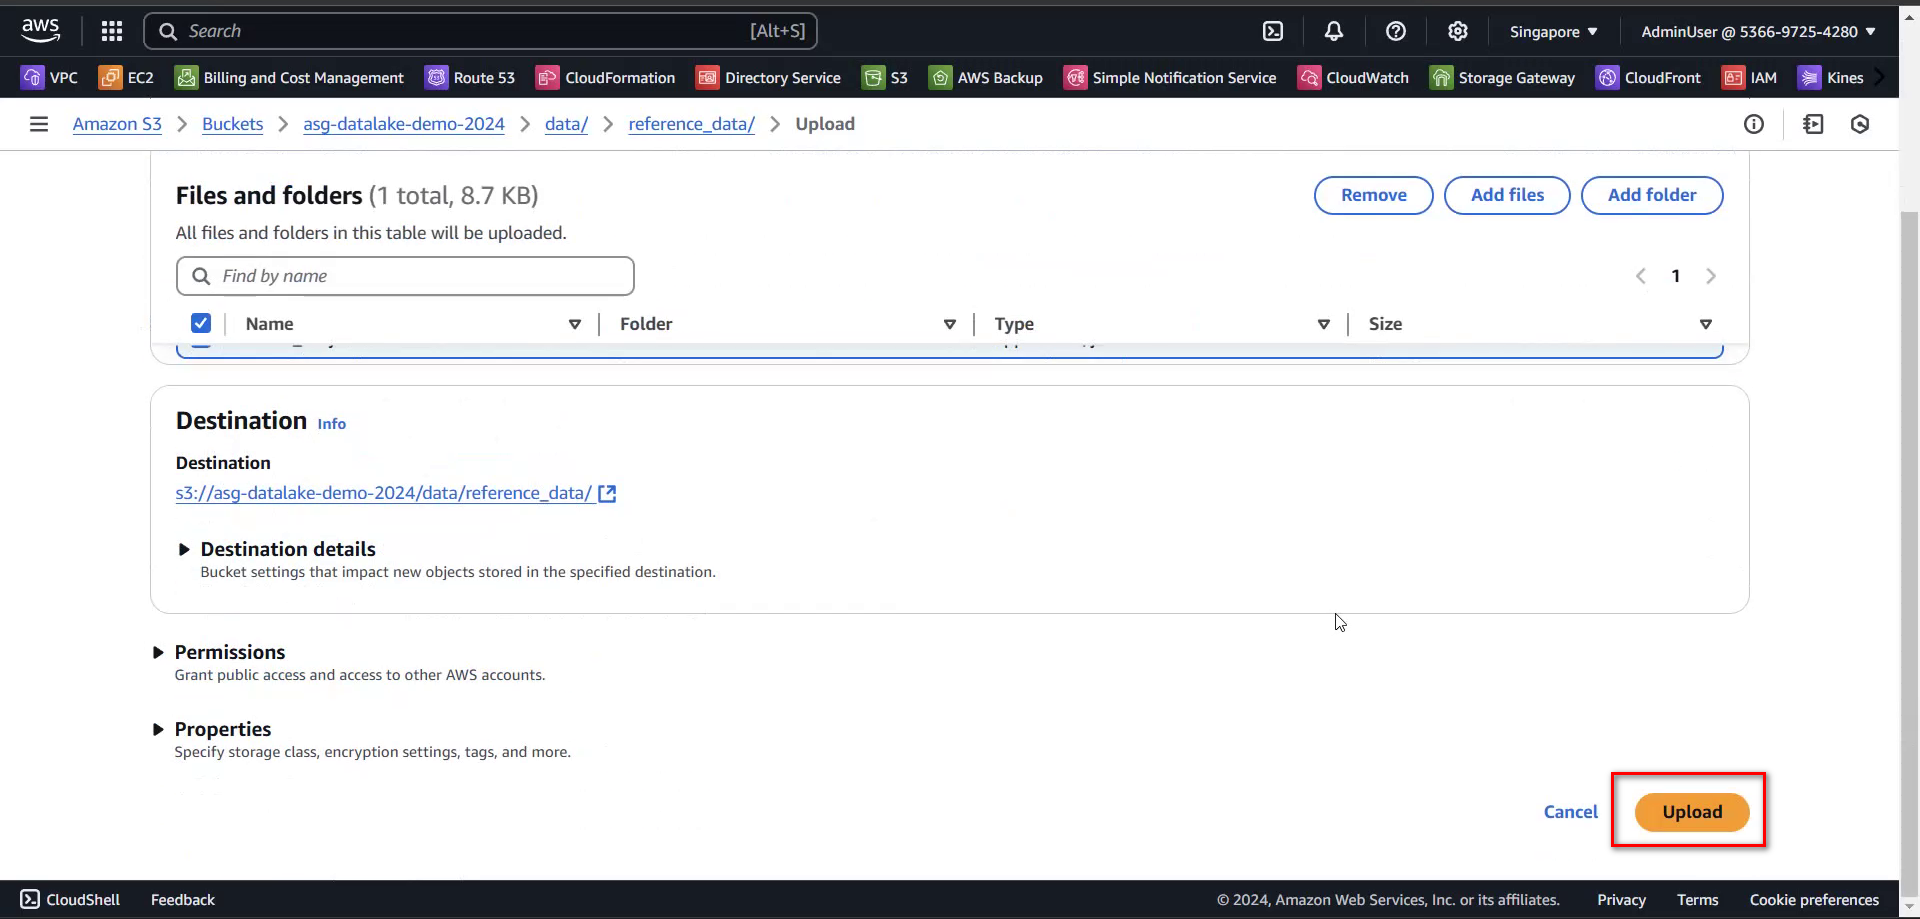 aws
Search [Alt+S] Singapore AdminUser @ 5366-9725-4280
VPC EC2 Billing and Cost Management Route 53 CloudFormation Directory Service S3 AWS Backup Simple Notification Service CloudWatch Storage Gateway CloudFront IAM Kines
Amazon S3 Buckets asg-datalake-demo-2024 data/ reference_data/ Upload
Files and folders (1 total, 8.7 KB) Remove Add files Add folder
All files and folders in this table will be uploaded.
Find by name 1
Name Folder Type Size
Destination Info
Destination
s3://asg-datalake-demo-2024/data/reference_data/
Destination details
Bucket settings that impact new objects stored in the specified destination.
Permissions
Grant public access and access to other AWS accounts.
Properties
Specify storage class, encryption settings, tags, and more.
Cancel Upload
CloudShell Feedback © 2024, Amazon Web Services, Inc. or its affiliates. Privacy Terms Cookie preferences